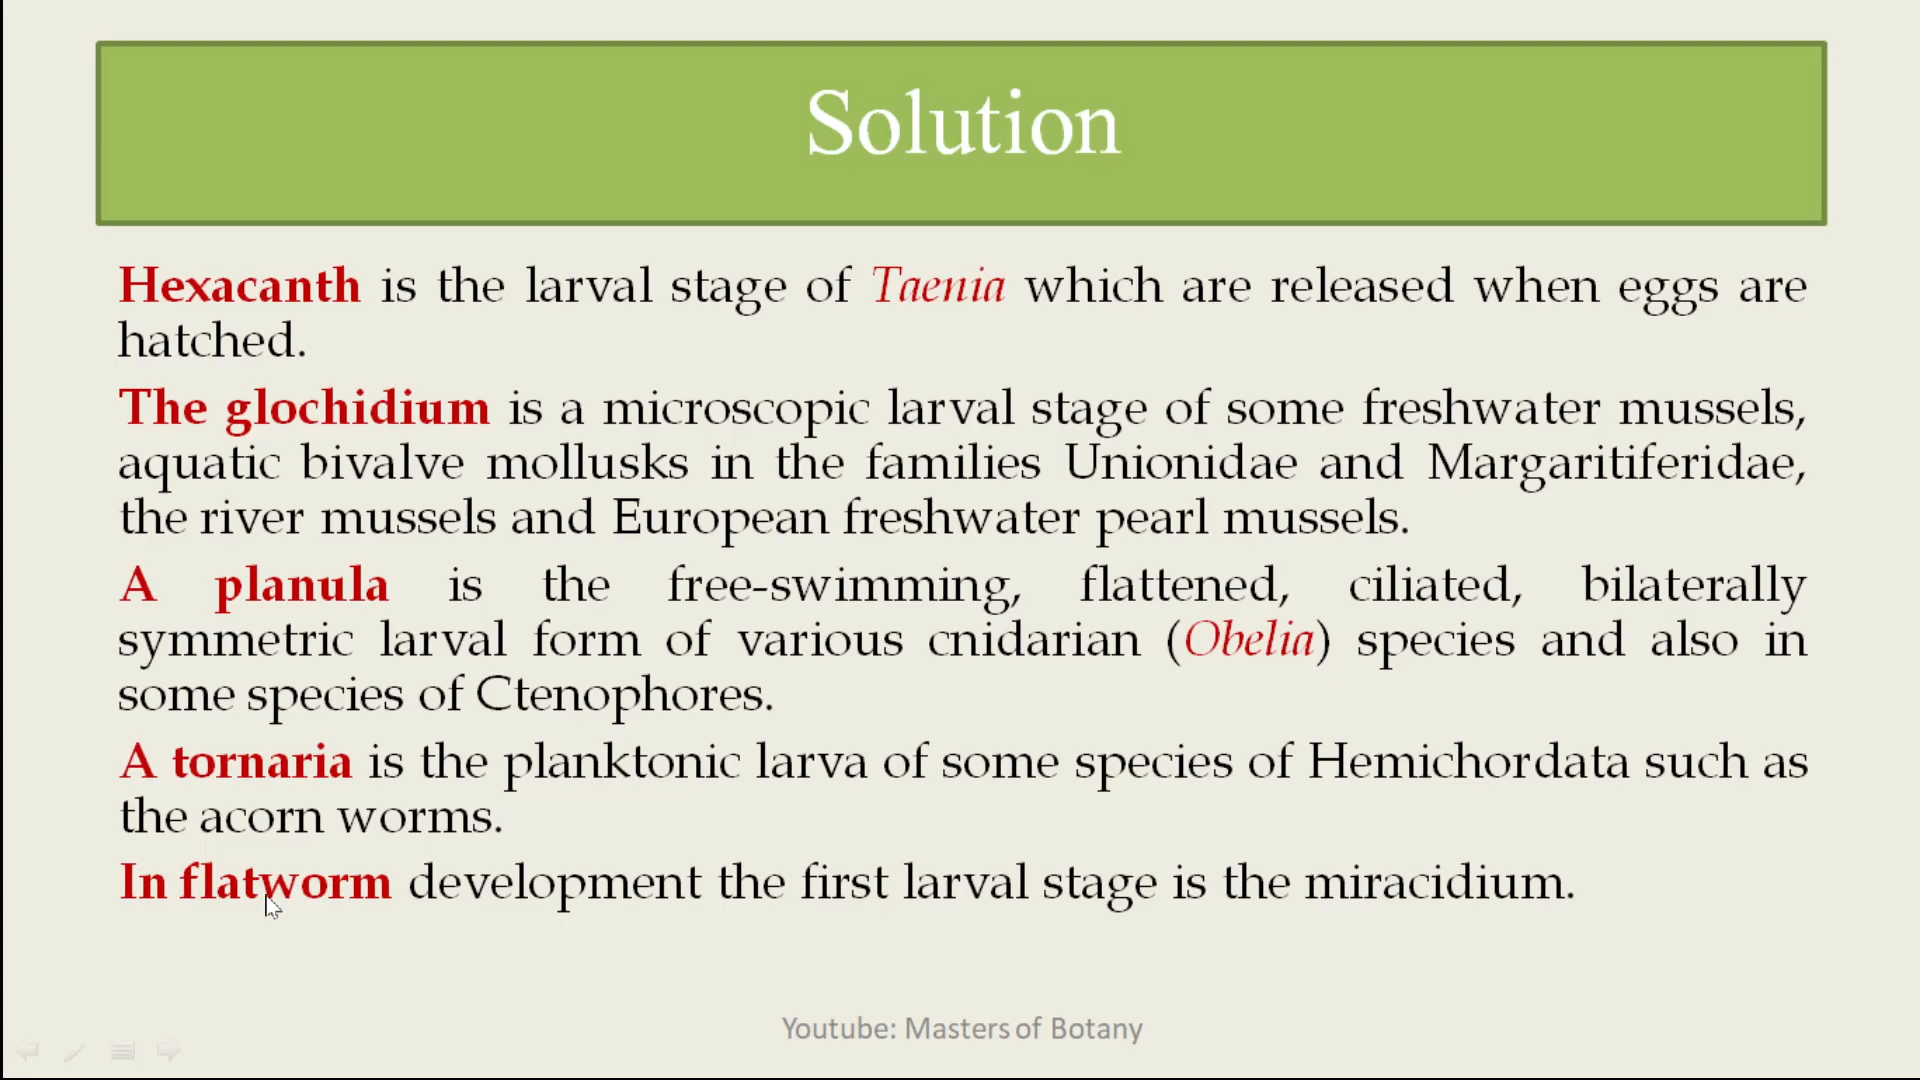 Solution
Hexacanth is the larval stage of Taenia which are released when eggs are
hatched.
The glochidium is a microscopic larval stage of some freshwater mussels,
aquatic bivalve mollusks in the families Unionidae and Margaritiferidae,
the river mussels and European freshwater pearl mussels.
A planula is the free-swimming, flattened, ciliated, bilaterally
symmetric larval form of various cnidarian (Obelia) species and also in
some species of Ctenophores.
A tornaria is the planktonic larva of some species of Hemichordata such as
the acorn worms.
In flatworm development the first larval stage is the miracidium.
Youtube: Masters of Botany